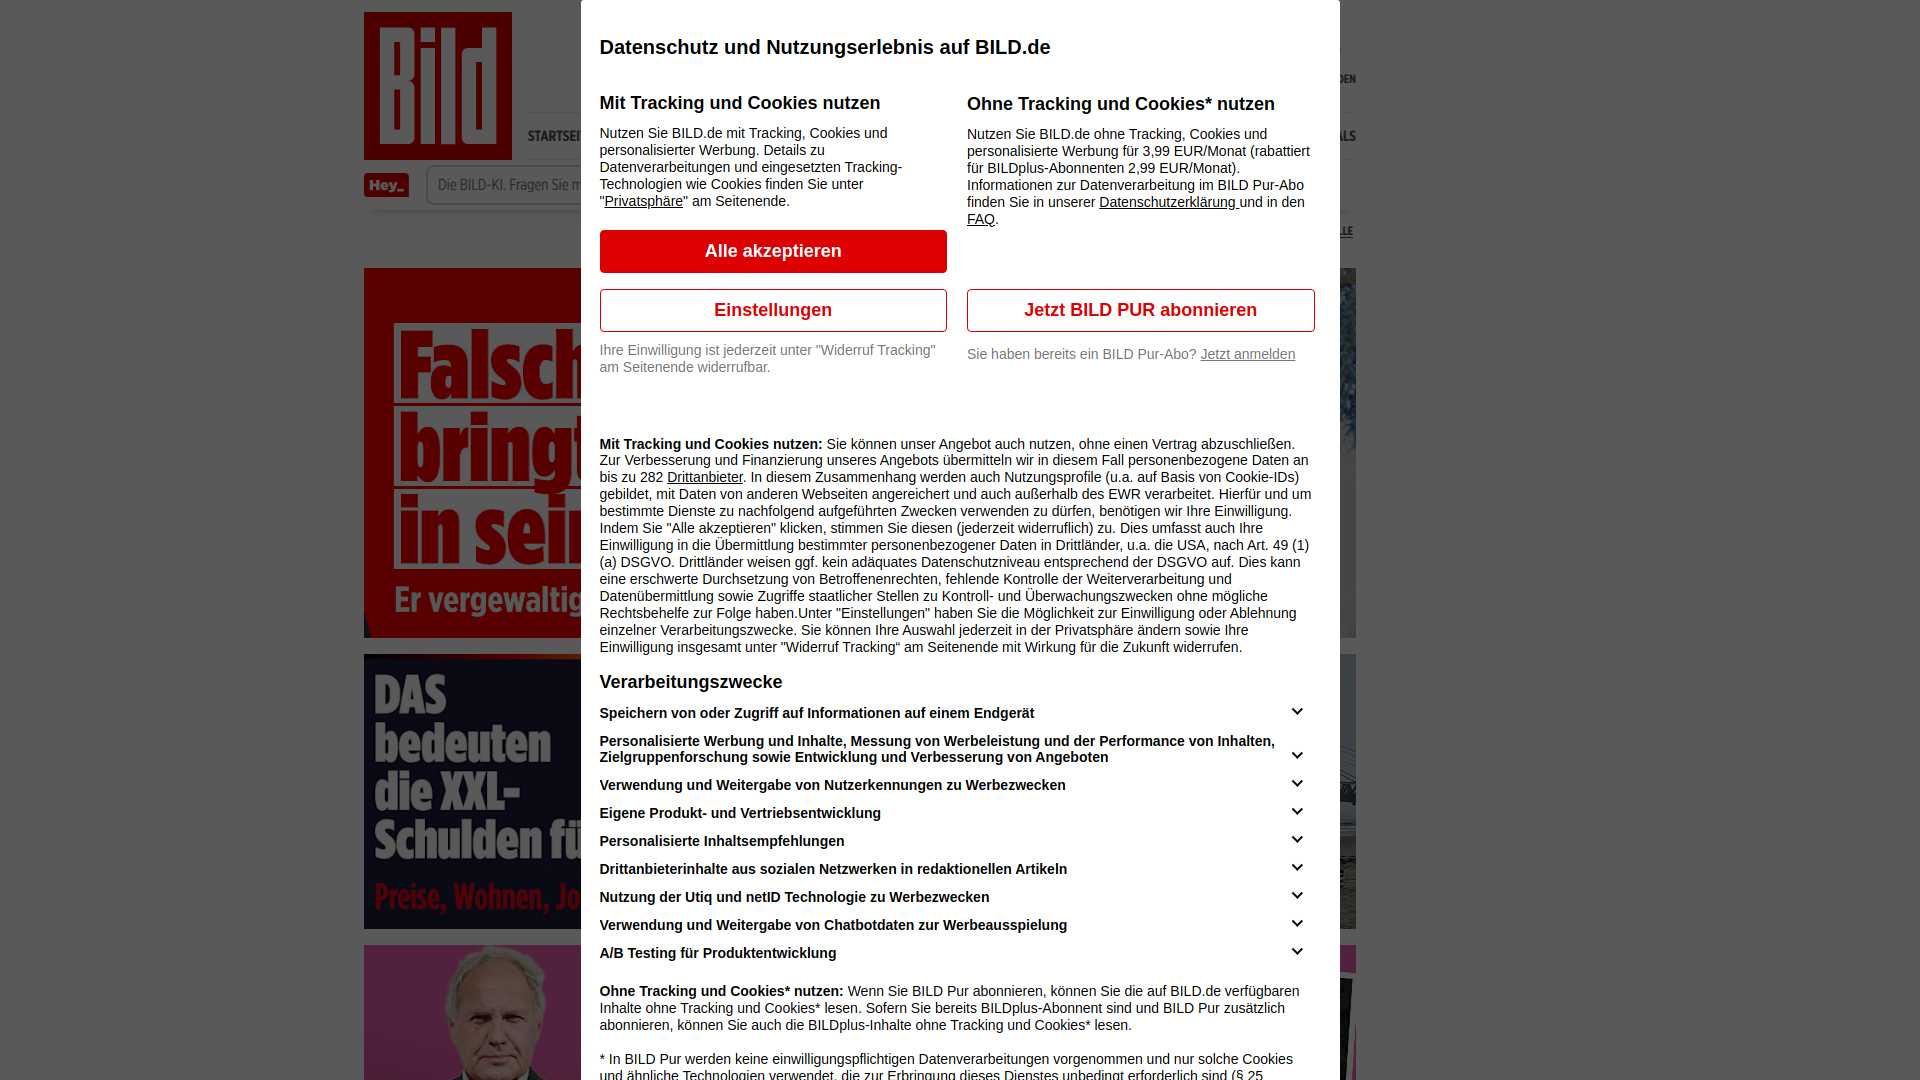 Bild
Datenschutz und Nutzungserlebnis auf BILD.de
DEN
STARTSEI
ALS
Hey_
Die BILD-KI. Fragen Sie m
LLE
Mit Tracking und Cookies nutzen
Nutzen Sie BILD.de mit Tracking, Cookies und
personalisierter Werbung. Details zu
Datenverarbeitungen und eingesetzten Tracking-
Technologien wie Cookies finden Sie unter
"Privatsphäre" am Seitenende.
Alle akzeptieren
Einstellungen
Ihre Einwilligung ist jederzeit unter "Widerruf Tracking"
am Seitenende widerrufbar.
Ohne Tracking und Cookies* nutzen
Nutzen Sie BILD.de ohne Tracking, Cookies und
personalisierte Werbung für 3,99 EUR/Monat (rabattiert
für BILDplus-Abonnenten 2,99 EUR/Monat).
Informationen zur Datenverarbeitung im BILD Pur-Abo
finden Sie in unserer Datenschutzerklärung und in den
FAQ.
Jetzt BILD PUR abonnieren
Sie haben bereits ein BILD Pur-Abo? Jetzt anmelden
Falsch
bringt
in sein
Er vergewaltig
DAS
bedeuten
die XXL-
Schulden fü
Preise, Wohnen, Jo
Mit Tracking und Cookies nutzen: Sie können unser Angebot auch nutzen, ohne einen Vertrag abzuschließen.
Zur Verbesserung und Finanzierung unseres Angebots übermitteln wir in diesem Fall personenbezogene Daten an
bis zu 282 Drittanbieter. In diesem Zusammenhang werden auch Nutzungsprofile (u.a. auf Basis von Cookie-IDs)
gebildet, mit Daten von anderen Webseiten angereichert und auch außerhalb des EWR verarbeitet. Hierfür und um
bestimmte Dienste zu nachfolgend aufgeführten Zwecken verwenden zu dürfen, benötigen wir Ihre Einwilligung.
Indem Sie "Alle akzeptieren" klicken, stimmen Sie diesen (jederzeit widerruflich) zu. Dies umfasst auch Ihre
Einwilligung in die Übermittlung bestimmter personenbezogener Daten in Drittländer, u.a. die USA, nach Art. 49 (1)
(a) DSGVO. Drittländer weisen ggf. kein adäquates Datenschutzniveau entsprechend der DSGVO auf. Dies kann
eine erschwerte Durchsetzung von Betroffenenrechten, fehlende Kontrolle der Weiterverarbeitung und
Datenübermittlung sowie Zugriffe staatlicher Stellen zu Kontroll- und Überwachungszwecken ohne mögliche
Rechtsbehelfe zur Folge haben.Unter "Einstellungen" haben Sie die Möglichkeit zur Einwilligung oder Ablehnung
einzelner Verarbeitungszwecke. Sie können Ihre Auswahl jederzeit in der Privatsphäre ändern sowie Ihre
Einwilligung insgesamt unter "Widerruf Tracking“ am Seitenende mit Wirkung für die Zukunft widerrufen.
Verarbeitungszwecke
Speichern von oder Zugriff auf Informationen auf einem Endgerät
Personalisierte Werbung und Inhalte, Messung von Werbeleistung und der Performance von Inhalten,
Zielgruppenforschung sowie Entwicklung und Verbesserung von Angeboten
Verwendung und Weitergabe von Nutzerkennungen zu Werbezwecken
Eigene Produkt- und Vertriebsentwicklung
Personalisierte Inhaltsempfehlungen
Drittanbieterinhalte aus sozialen Netzwerken in redaktionellen Artikeln
Nutzung der Utiq und netID Technologie zu Werbezwecken
Verwendung und Weitergabe von Chatbotdaten zur Werbeausspielung
A/B Testing für Produktentwicklung
Ohne Tracking und Cookies* nutzen: Wenn Sie BILD Pur abonnieren, können Sie die auf BILD.de verfügbaren
Inhalte ohne Tracking und Cookies* lesen. Sofern Sie bereits BILDplus-Abonnent sind und BILD Pur zusätzlich
abonnieren, können Sie auch die BILDplus-Inhalte ohne Tracking und Cookies* lesen.
* In BILD Pur werden keine einwilligungspflichtigen Datenverarbeitungen vorgenommen und nur solche Cookies
und ähnliche Technologien verwendet, die zur Erbringung dieses Dienstes unbedingt erforderlich sind (§ 25